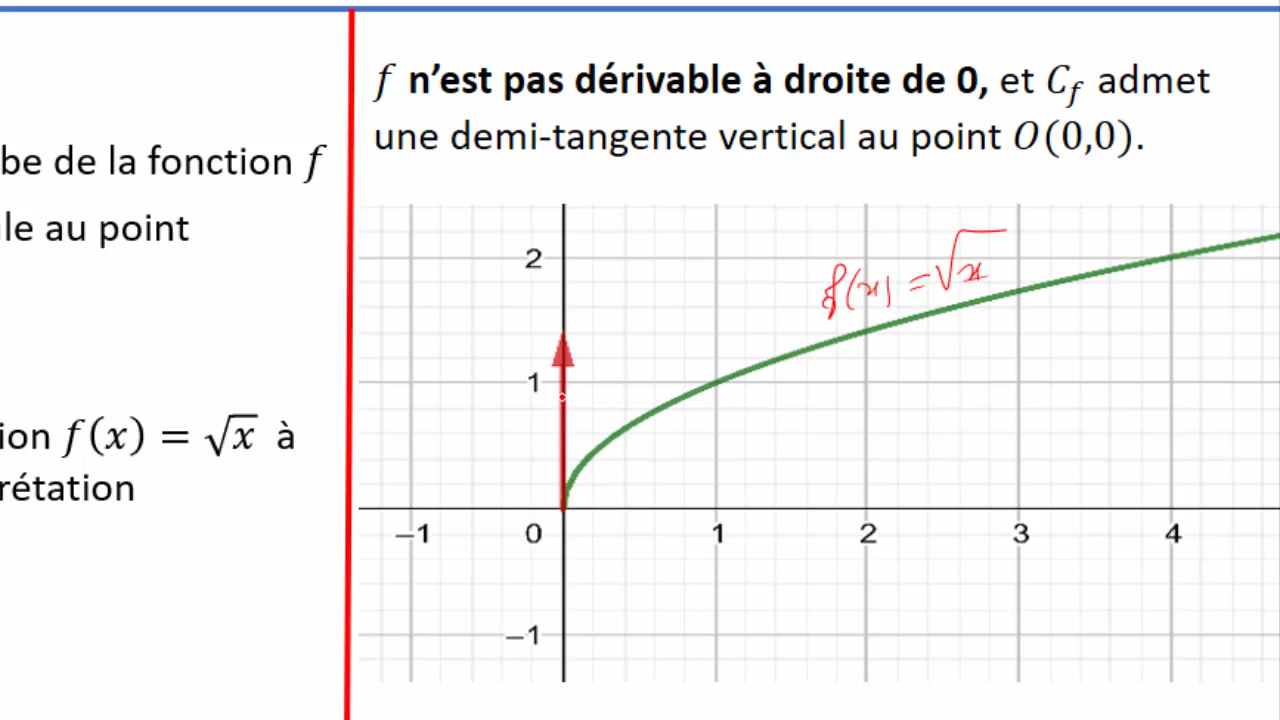 f n’est pas dérivable à droite de 0, et C_f admet
une demi-tangente vertical au point O(0,0).
be de la fonction f
le au point
ion f(x) = √x à
rétation
f(x) = √x
2
1
0
−1
1
2
3
4
−1